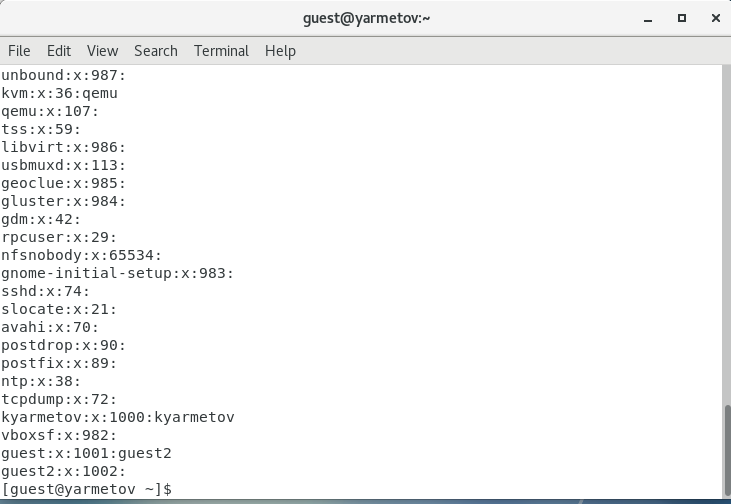 guest@yarmetov:~
File Edit View Search Terminal Help
unbound:x:987:
kvm:x:36:qemu
qemu:x:107:
tss:x:59:
libvirt:x:986:
usbmuxd:x:113:
geoclue:x:985:
gluster:x:984:
gdm:x:42:
rpcuser:x:29:
nfsnobody:x:65534:
gnome-initial-setup:x:983:
sshd:x:74:
slocate:x:21:
avahi:x:70:
postdrop:x:90:
postfix:x:89:
ntp:x:38:
tcpdump:x:72:
kyarmetov:x:1000:kyarmetov
vboxsf:x:982:
guest:x:1001:guest2
guest2:x:1002:
[guest@yarmetov ~]$